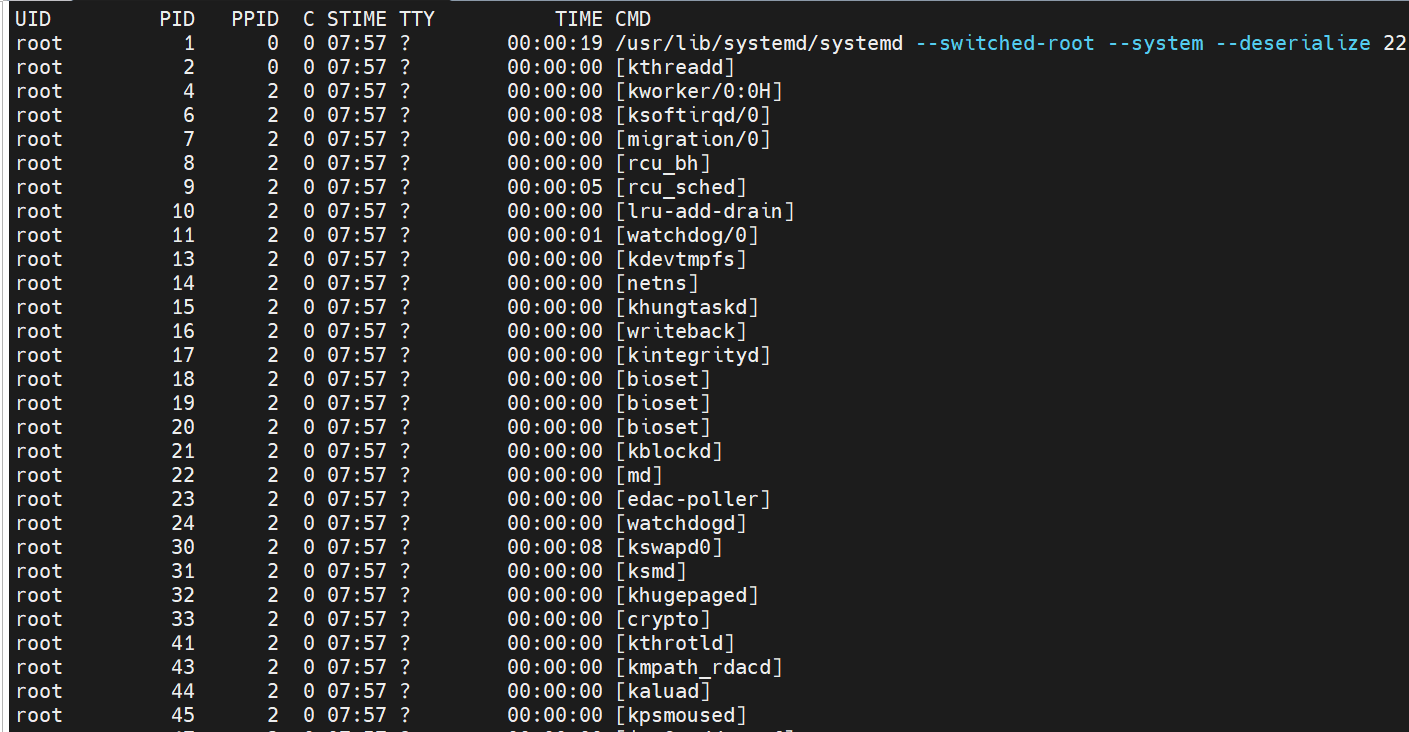 UID         PID   PPID  C STIME TTY          TIME CMD
root          1      0  0 07:57 ?        00:00:19 /usr/lib/systemd/systemd --switched-root --system --deserialize 22
root          2      0  0 07:57 ?        00:00:00 [kthreadd]
root          4      2  0 07:57 ?        00:00:00 [kworker/0:0H]
root          6      2  0 07:57 ?        00:00:08 [ksoftirqd/0]
root          7      2  0 07:57 ?        00:00:00 [migration/0]
root          8      2  0 07:57 ?        00:00:00 [rcu_bh]
root          9      2  0 07:57 ?        00:00:05 [rcu_sched]
root         10      2  0 07:57 ?        00:00:00 [lru-add-drain]
root         11      2  0 07:57 ?        00:00:01 [watchdog/0]
root         13      2  0 07:57 ?        00:00:00 [kdevtmpfs]
root         14      2  0 07:57 ?        00:00:00 [netns]
root         15      2  0 07:57 ?        00:00:00 [khungtaskd]
root         16      2  0 07:57 ?        00:00:00 [writeback]
root         17      2  0 07:57 ?        00:00:00 [kintegrityd]
root         18      2  0 07:57 ?        00:00:00 [bioset]
root         19      2  0 07:57 ?        00:00:00 [bioset]
root         20      2  0 07:57 ?        00:00:00 [bioset]
root         21      2  0 07:57 ?        00:00:00 [kblockd]
root         22      2  0 07:57 ?        00:00:00 [md]
root         23      2  0 07:57 ?        00:00:00 [edac-poller]
root         24      2  0 07:57 ?        00:00:00 [watchdogd]
root         30      2  0 07:57 ?        00:00:08 [kswapd0]
root         31      2  0 07:57 ?        00:00:00 [ksmd]
root         32      2  0 07:57 ?        00:00:00 [khugepaged]
root         33      2  0 07:57 ?        00:00:00 [crypto]
root         41      2  0 07:57 ?        00:00:00 [kthrotld]
root         43      2  0 07:57 ?        00:00:00 [kmpath_rdacd]
root         44      2  0 07:57 ?        00:00:00 [kaluad]
root         45      2  0 07:57 ?        00:00:00 [kpsmoused]